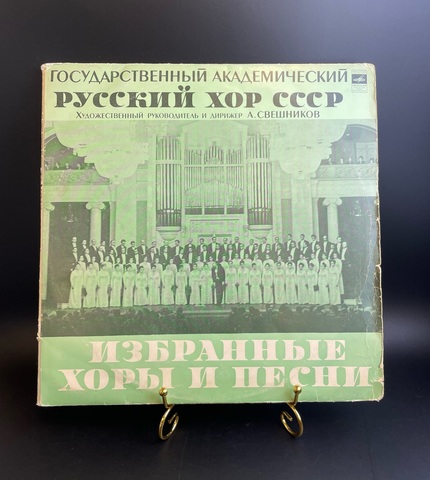 ГОСУДАРСТВЕННЫЙ АКАДЕМИЧЕСКИЙ
РУССКИЙ ХОР СССР
ХУДОЖЕСТВЕННЫЙ РУКОВОДИТЕЛЬ И ДИРИЖЕР А.СВЕШНИКОВ
ИЗБРАННЫЕ
ХОРЫ И ПЕСНИ